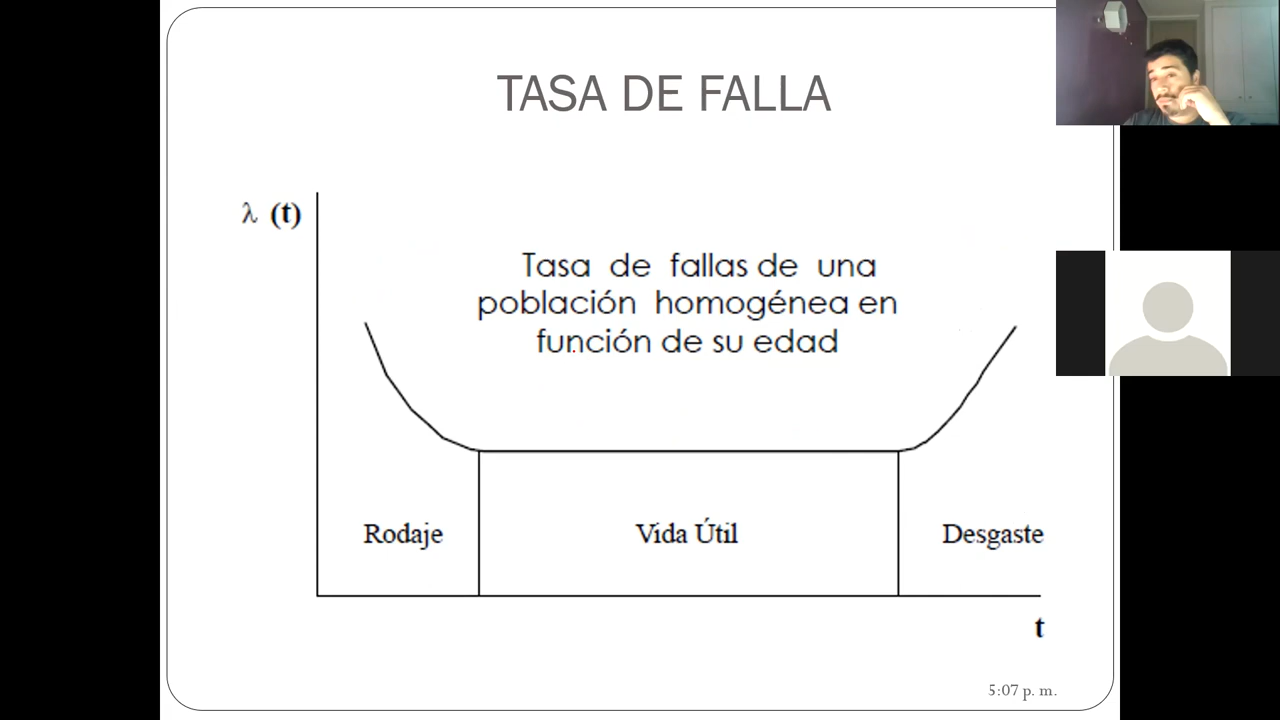 TASA DE FALLA
λ (t)
Tasa de fallas de una
población homogénea en
función de su edad
Rodaje
Vida Útil
Desgaste
t
5:07 p. m.